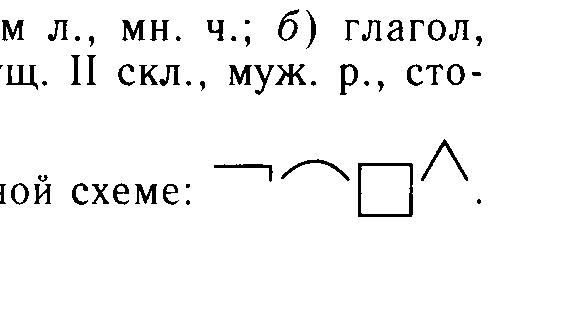 м л., мн. ч.; б) глагол,
ущ. II скл., муж. р., сто-
ной схеме: